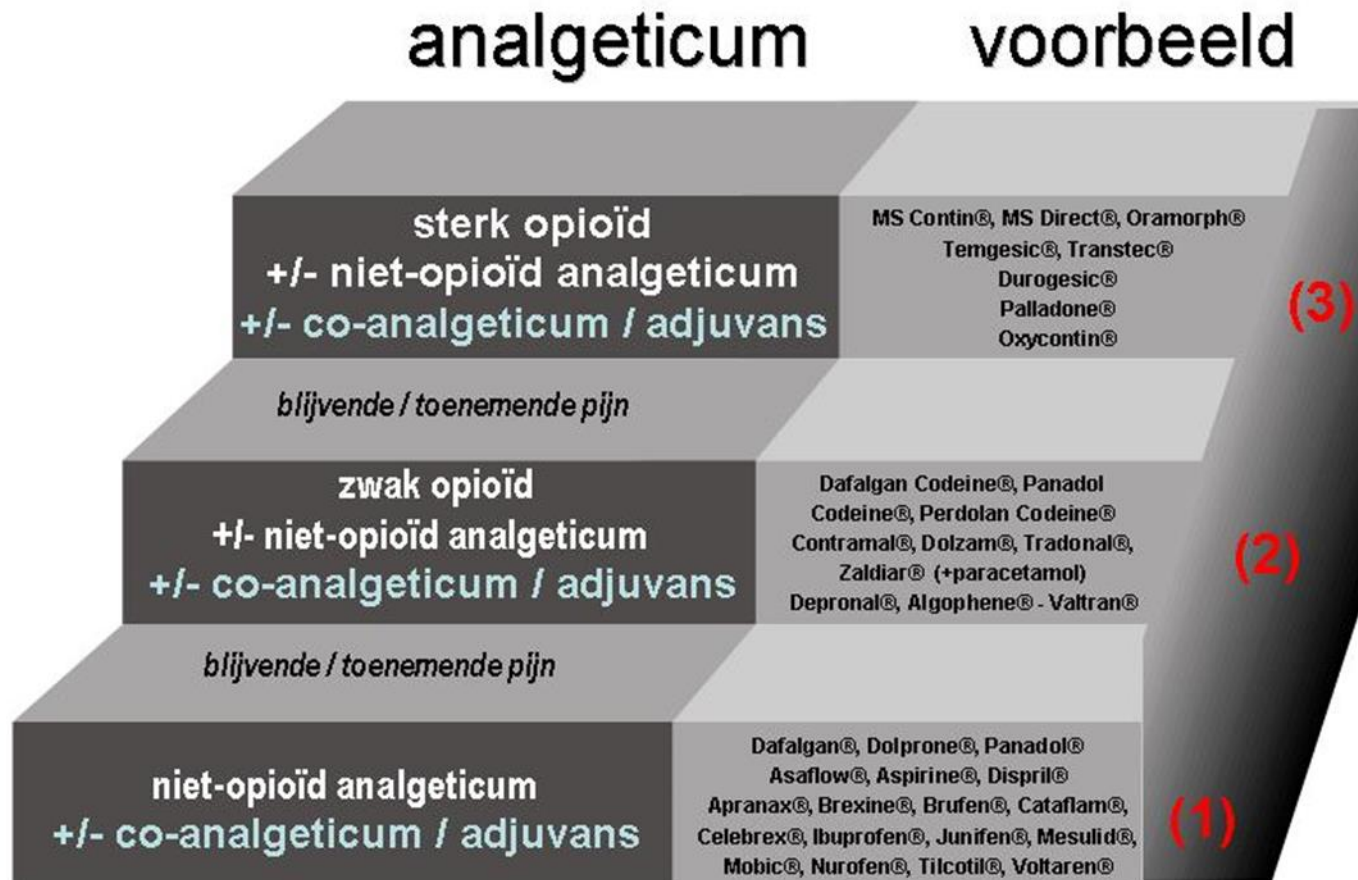 analgeticum voorbeeld
sterk opioïd
+/- niet-opioïd analgeticum
+/- co-analgeticum / adjuvans
MS Contin®, MS Direct®, Oramorph®
Temgesic®, Transtec®
Durogesic®
Palladone®
Oxycontin®
(3)
blijvende / toenemende pijn
zwak opioïd
+/- niet-opioïd analgeticum
+/- co-analgeticum / adjuvans
Dafalgan Codeine®, Panadol
Codeine®, Perdolan Codeine®
Contramal®, Dolzam®, Tradonal®,
Zaldiar® (+paracetamol)
Depronal®, Algophene® - Valtran®
(2)
blijvende / toenemende pijn
niet-opioïd analgeticum
+/- co-analgeticum / adjuvans
Dafalgan®, Dolprone®, Panadol®
Asaflow®, Aspirine®, Dispril®
Apranax®, Brexine®, Brufen®, Cataflam®,
Celebrex®, Ibuprofen®, Junifen®, Mesulid®,
Mobic®, Nurofen®, Tilcotil®, Voltaren®
(1)